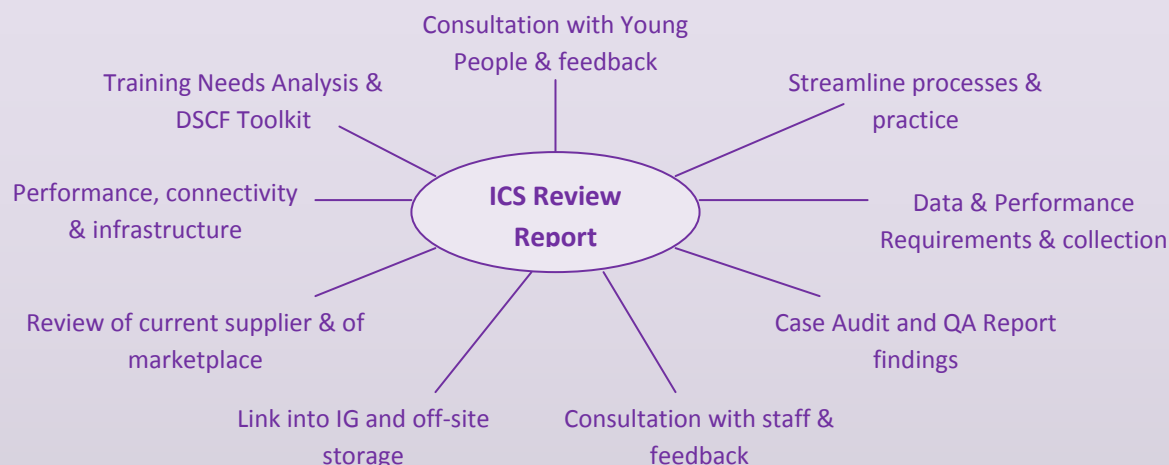 Consultation with Young
People & feedback
Training Needs Analysis &
DSCF Toolkit
Streamline processes &
practice
Performance, connectivity
& infrastructure
ICS Review
Report
Data & Performance
Requirements & collection
Review of current supplier & of
marketplace
Case Audit and QA Report
findings
Link into IG and off-site
storage
Consultation with staff &
feedback